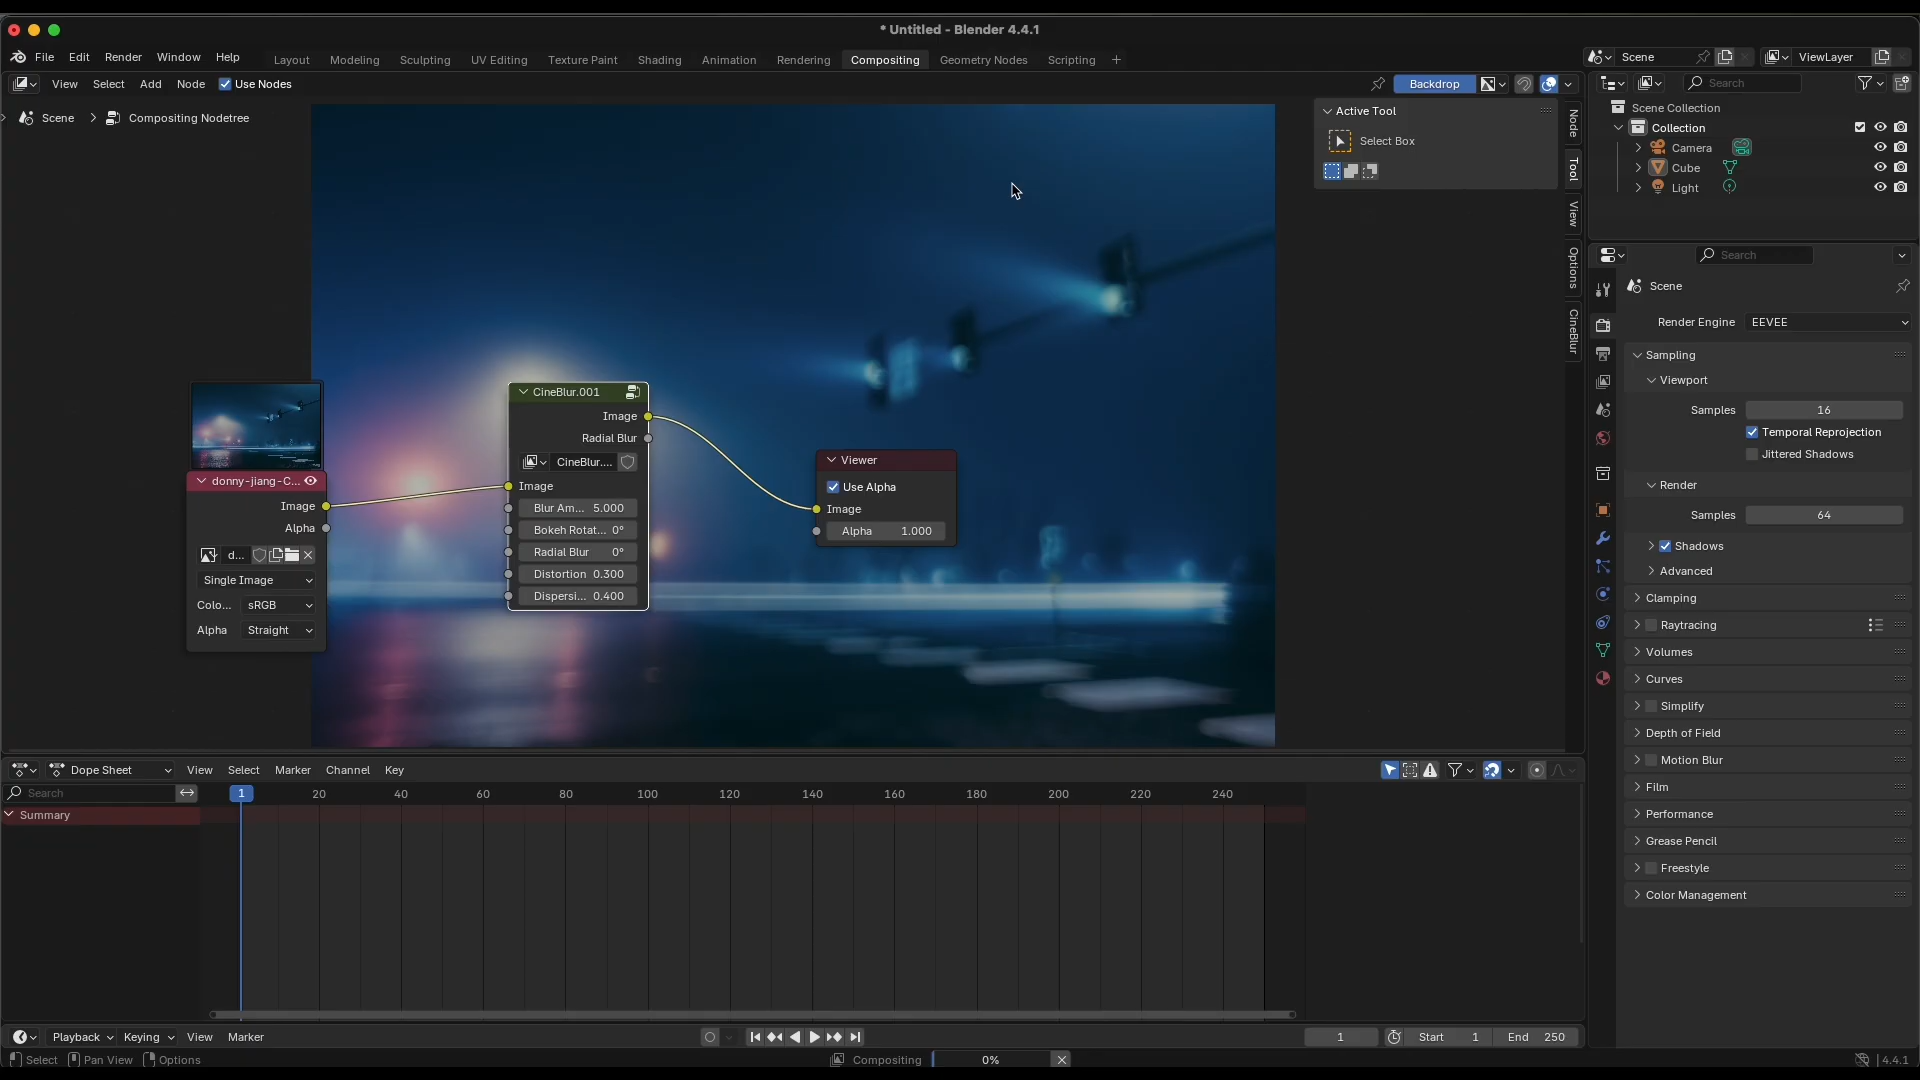 * Untitled - Blender 4.4.1
File Edit Render Window Help
Layout Modeling Sculpting UV Editing Texture Paint Shading Animation Rendering Compositing Geometry Nodes Scripting +
Scene ViewLayer
View Select Add Node Use Nodes
Backdrop
Search
Scene > Compositing Nodetree
Active Tool
Select Box
Node
Tool
View
Options
CineBlur
Scene Collection
Collection
Camera
Cube
Light
Search
Scene
Render Engine EEVEE
Sampling
Viewport
Samples 16
Temporal Reprojection
Jittered Shadows
Render
Samples 64
Shadows
Advanced
Clamping
Raytracing
Volumes
Curves
Simplify
Depth of Field
Motion Blur
Film
Performance
Grease Pencil
Freestyle
Color Management
donny-jiang-C...
Image
Alpha
d...
Single Image
Colo... sRGB
Alpha Straight
CineBlur.001
Image
Radial Blur
CineBlur....
Image
Blur Am... 5.000
Bokeh Rotat... 0°
Radial Blur 0°
Distortion 0.300
Dispersi... 0.400
Viewer
Use Alpha
Image
Alpha 1.000
Dope Sheet View Select Marker Channel Key
Search
1 20 40 60 80 100 120 140 160 180 200 220 240
Summary
Playback Keying View Marker
1 Start 1 End 250
Select Pan View Options
Compositing 0%
4.4.1